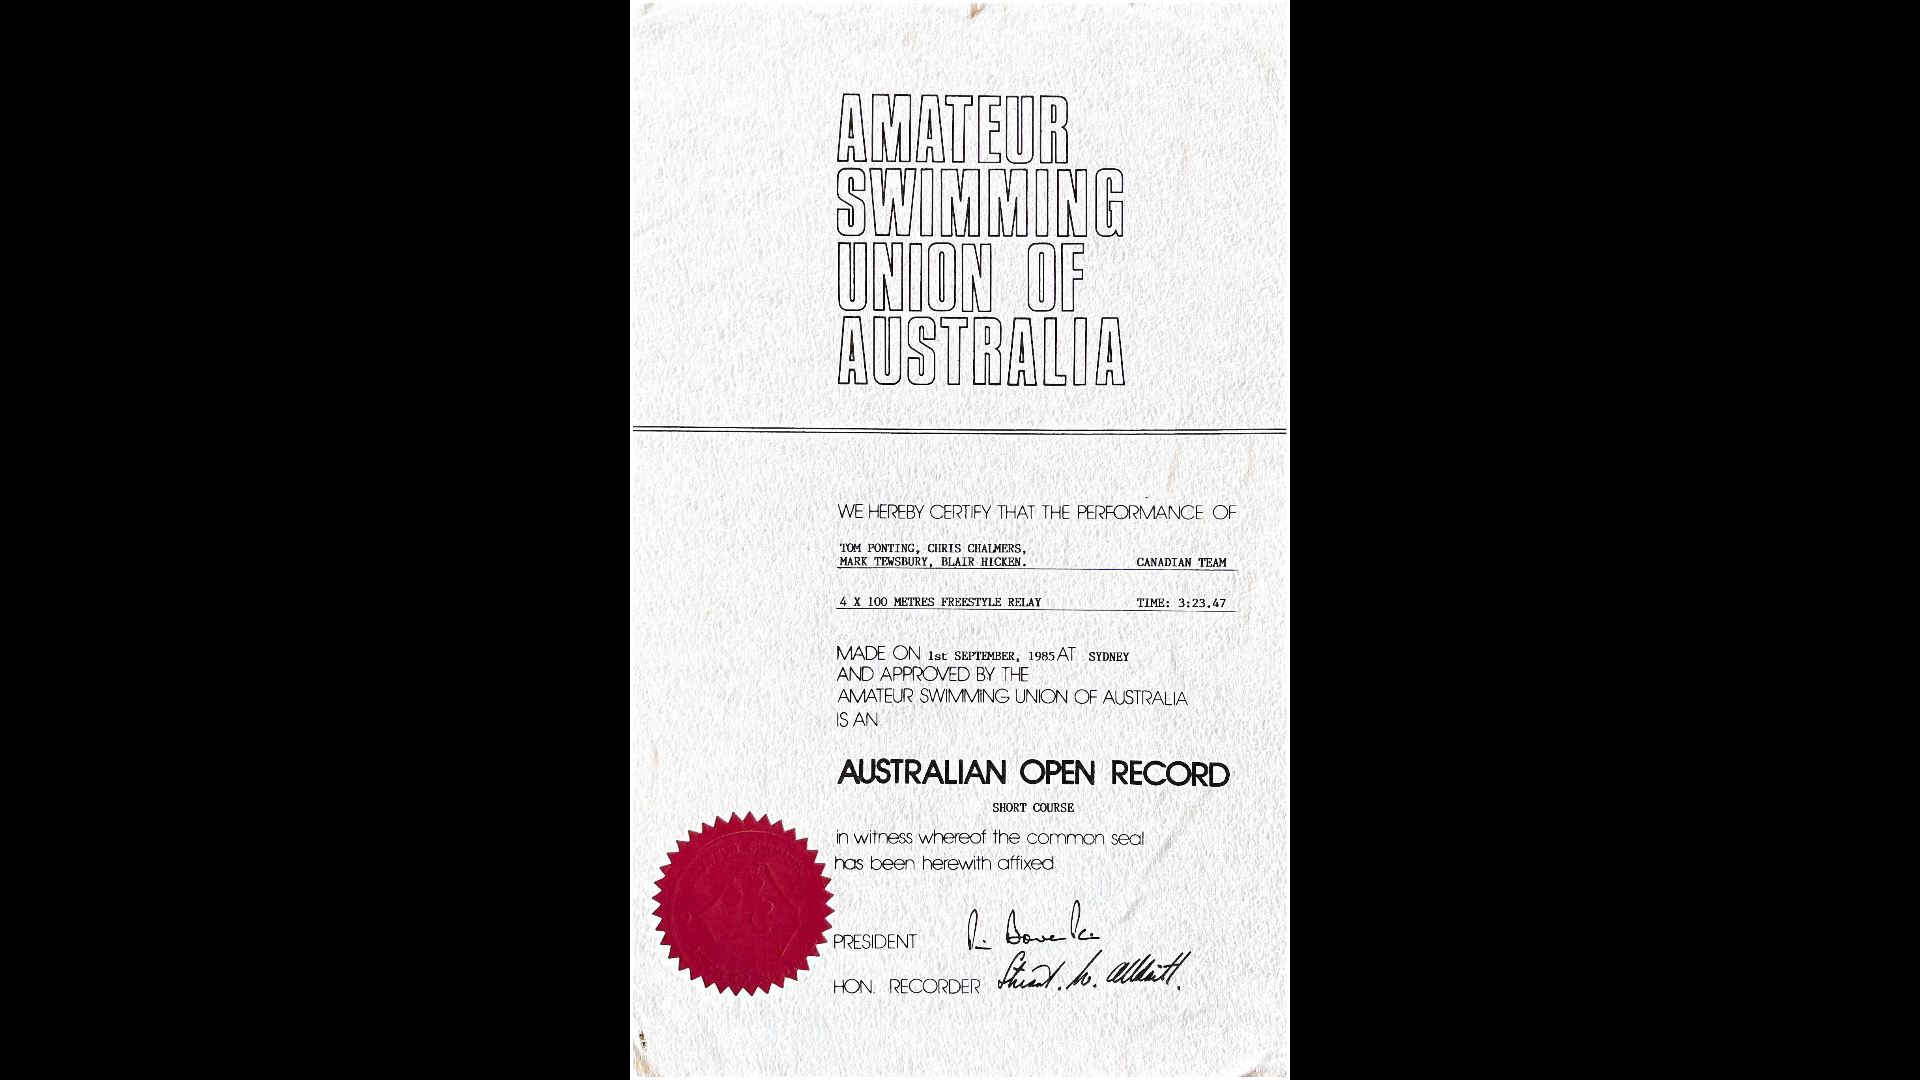 AMATEUR
SWIMMING
UNION OF
AUSTRALIA
WE HEREBY CERTIFY THAT THE PERFORMANCE OF
TOM PONTING, CHRIS CHALMERS,
MARK TEWSBURY, BLAIR HICKEN. CANADIAN TEAM
4 X 100 METRES FREESTYLE RELAY TIME: 3:23.47
MADE ON 1st SEPTEMBER, 1985 AT SYDNEY
AND APPROVED BY THE
AMATEUR SWIMMING UNION OF AUSTRALIA
IS AN
AUSTRALIAN OPEN RECORD
SHORT COURSE
in witness whereof the common seal
has been herewith affixed
PRESIDENT
HON. RECORDER